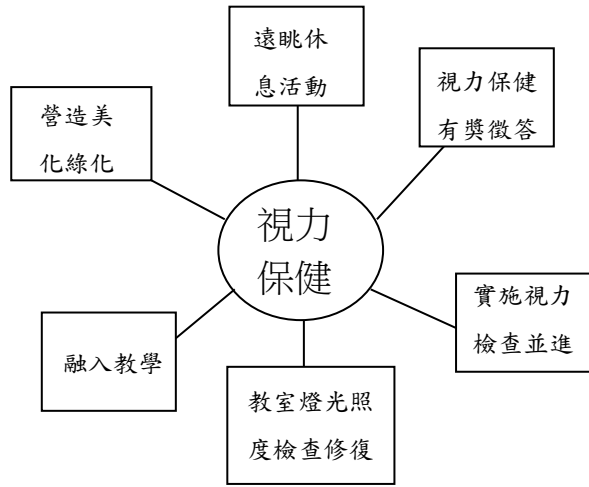 遠眺休
息活動
視力保健
有獎徵答
營造美
化綠化
視力
保健
實施視力
檢查並進
融入教學
教室燈光照
度檢查修復